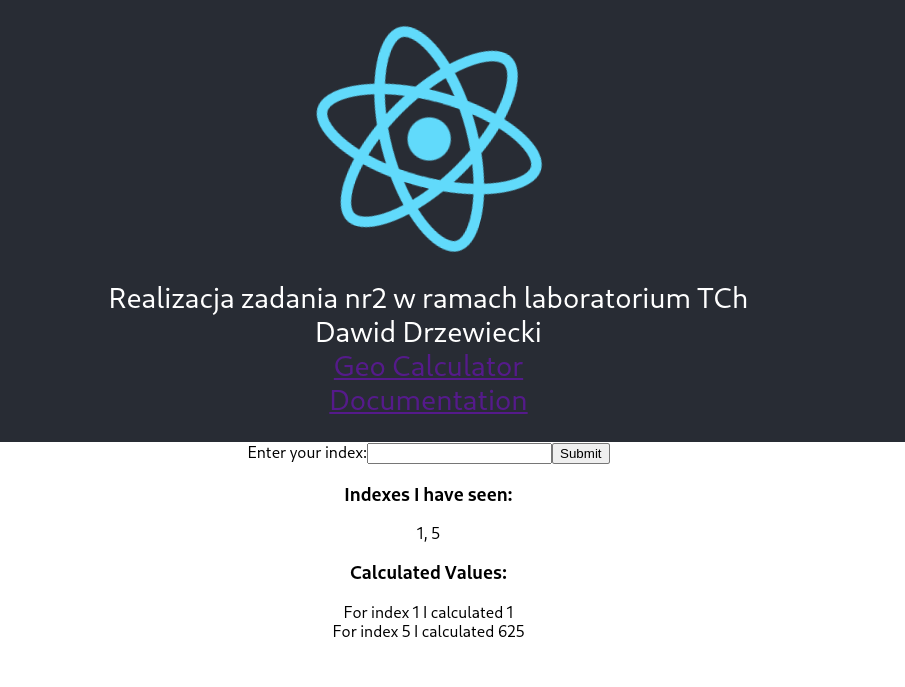 Realizacja zadania nr2 w ramach laboratorium TCh
Dawid Drzewiecki
Geo Calculator
Documentation
Enter your index: Submit
Indexes I have seen:
1, 5
Calculated Values:
For index 1 I calculated 1
For index 5 I calculated 625